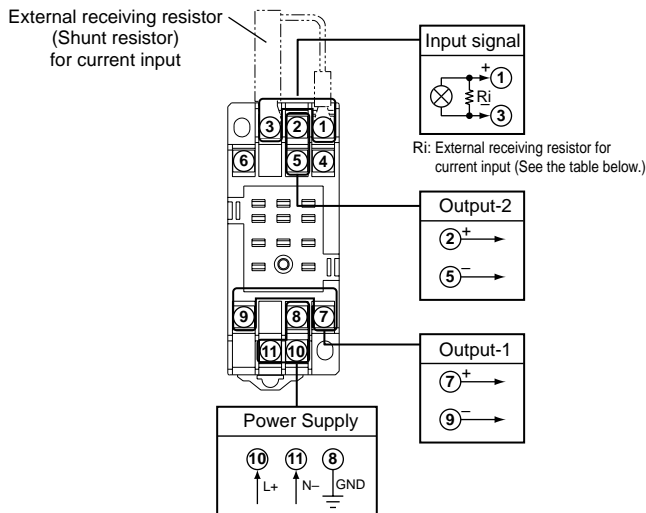 External receiving resistor
(Shunt resistor)
for current input
Input signal
+
1
Ri
−
3
Ri: External receiving resistor for
current input (See the table below.)
3 2 1
6 5 4
Output-2
2 +
5 −
9 8 7
11 10
Output-1
7 +
9 −
Power Supply
10 11 8
L+ N− GND